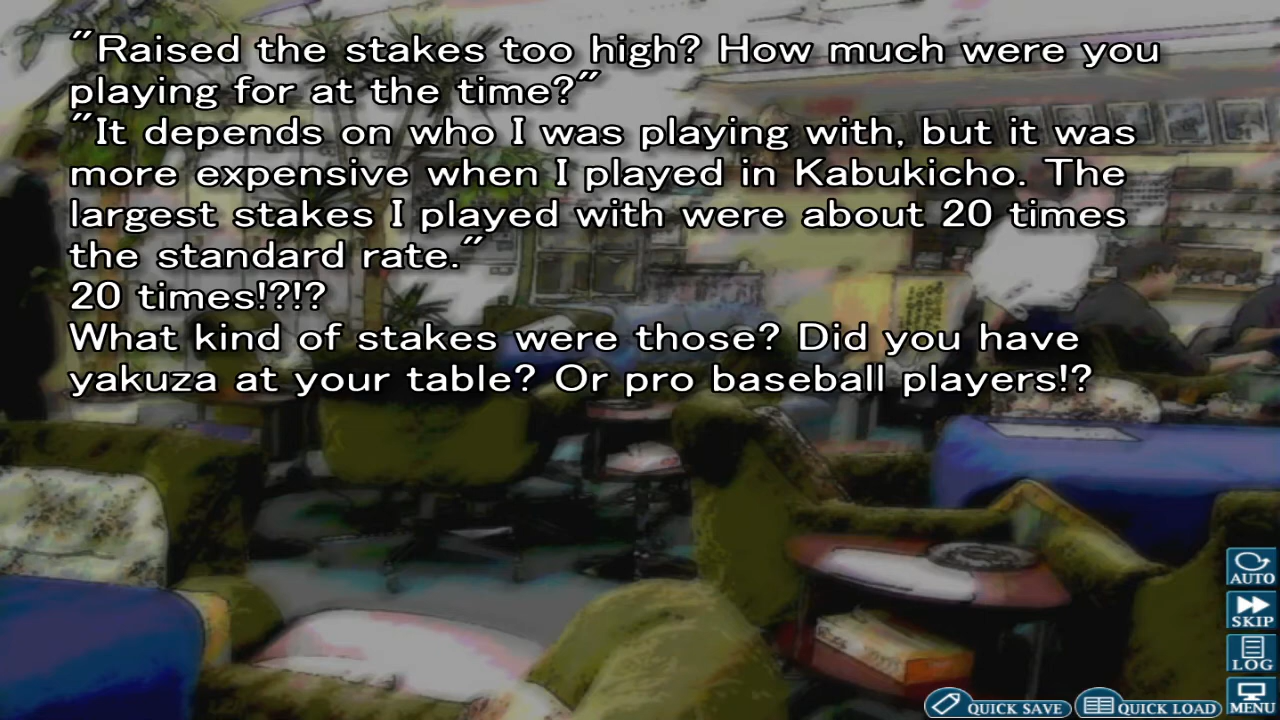 "Raised the stakes too high? How much were you
playing for at the time?"
"It depends on who I was playing with, but it was
more expensive when I played in Kabukicho. The
largest stakes I played with were about 20 times
the standard rate."
20 times!?!?
What kind of stakes were those? Did you have
yakuza at your table? Or pro baseball players!?
AUTO
SKIP
LOG
MENU
QUICK SAVE
QUICK LOAD